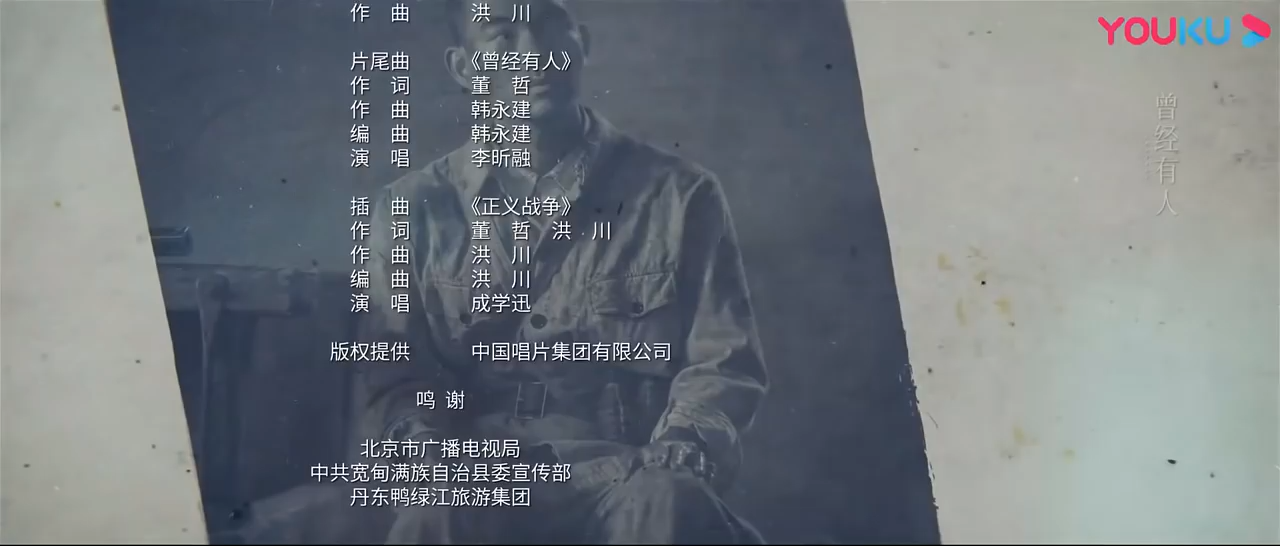 作 曲 洪 川
片尾曲 《曾经有人》
作 词 董 哲
作 曲 韩永建
编 曲 韩永建
演 唱 李昕融
插 曲 《正义战争》
作 词 董 哲 洪 川
作 曲 洪 川
编 曲 洪 川
演 唱 成学迅
版权提供 中国唱片集团有限公司
鸣 谢
北京市广播电视局
中共宽甸满族自治县委宣传部
丹东鸭绿江旅游集团
YOUKU
曾经有人